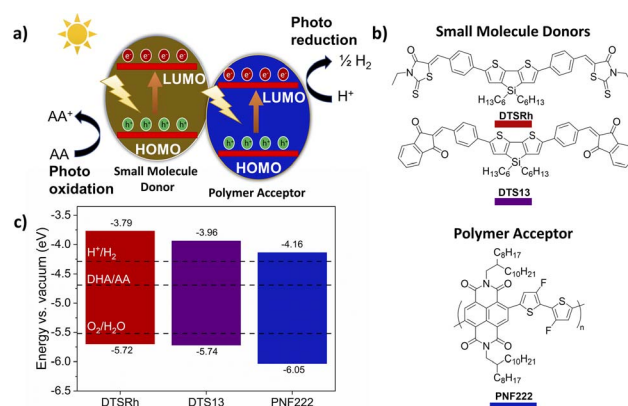 a)
Photo
reduction
e-
e-
e-
e-
LUMO
½ H₂
H⁺
e-
e-
e-
e-
LUMO
AA⁺
AA
Photo
oxidation
h⁺
h⁺
h⁺
h⁺
HOMO
h⁺
h⁺
h⁺
h⁺
HOMO
Small Molecule
Donor
Polymer Acceptor
b)
Small Molecule Donors
O
O
N
S
S
S
S
N
S
S
Si
H13C6
C6H13
DTSRh
O
O
S
S
O
O
Si
H13C6
C6H13
DTS13
Polymer Acceptor
C8H17
C10H21
O
N
O
F
S
S
n
F
O
N
O
C10H21
C8H17
PNF222
c)
Energy vs. vacuum (eV)
-3.5
-4.0
-4.5
-5.0
-5.5
-6.0
-6.5
-3.79
-3.96
-4.16
H⁺/H₂
DHA/AA
O₂/H₂O
-5.72
-5.74
-6.05
DTSRh
DTS13
PNF222